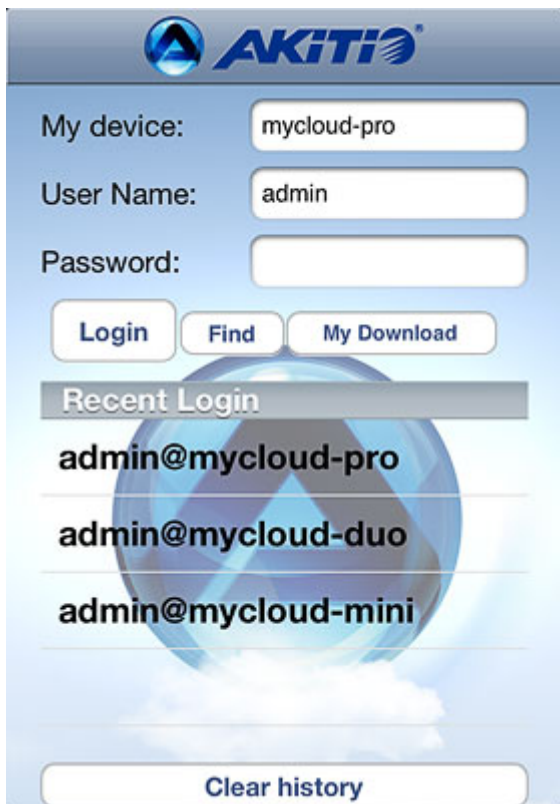 AKiTiO®
My device: mycloud-pro
User Name: admin
Password:
Login Find My Download
Recent Login
admin@mycloud-pro
admin@mycloud-duo
admin@mycloud-mini
Clear history